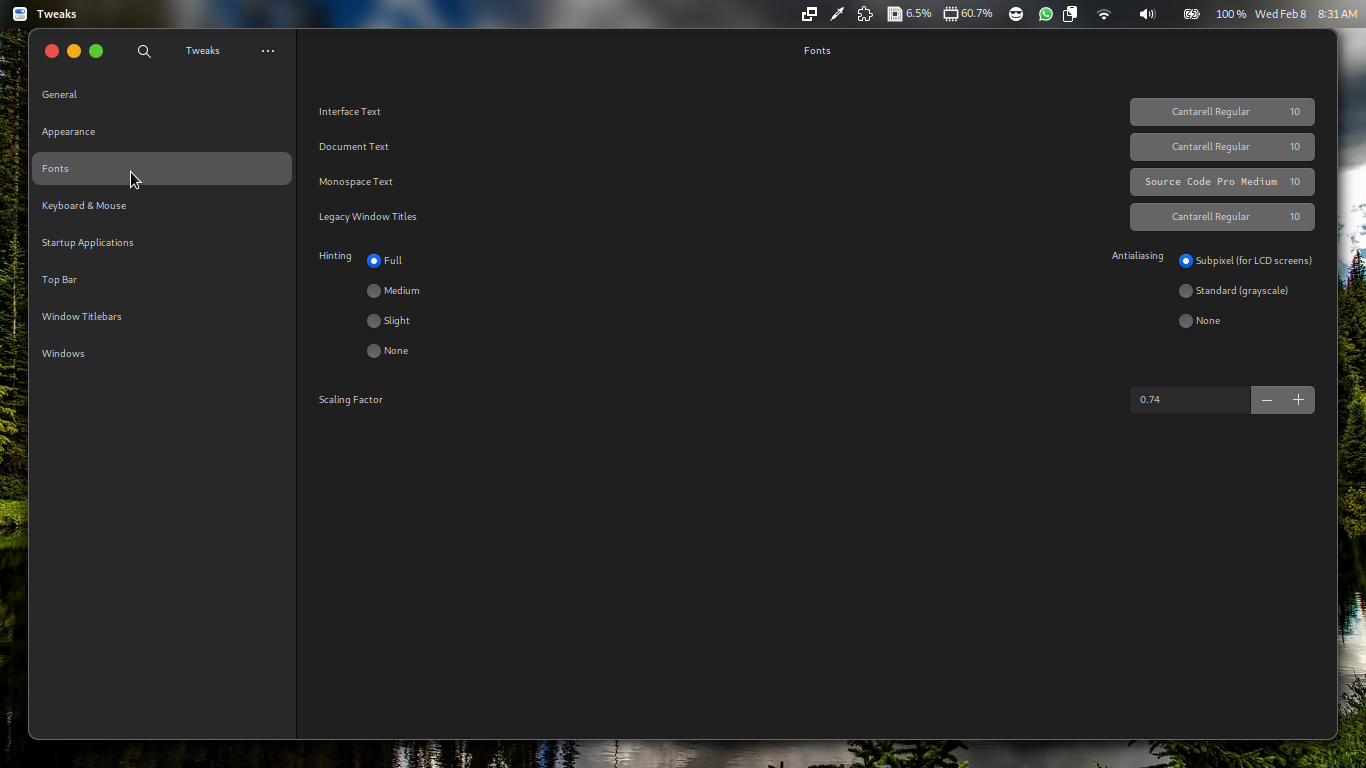 Tweaks 6.5% 60.7% 100 % Wed Feb 8 8:31 AM
Tweaks
Fonts
General
Appearance
Fonts
Keyboard & Mouse
Startup Applications
Top Bar
Window Titlebars
Windows
Interface Text Cantarell Regular 10
Document Text Cantarell Regular 10
Monospace Text Source Code Pro Medium 10
Legacy Window Titles Cantarell Regular 10
Hinting
Full
Medium
Slight
None
Antialiasing
Subpixel (for LCD screens)
Standard (grayscale)
None
Scaling Factor 0.74